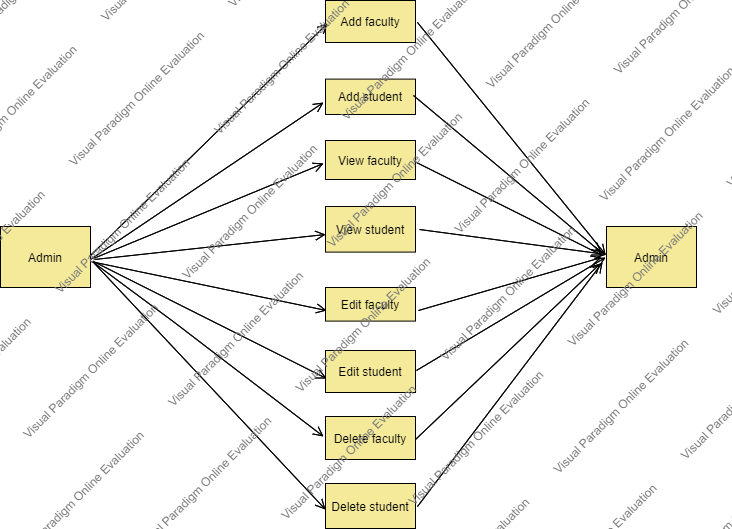 Add faculty
Add student
View faculty
View student
Admin
Admin
Edit faculty
Edit student
Delete faculty
Delete student
Visual Paradigm Online Evaluation